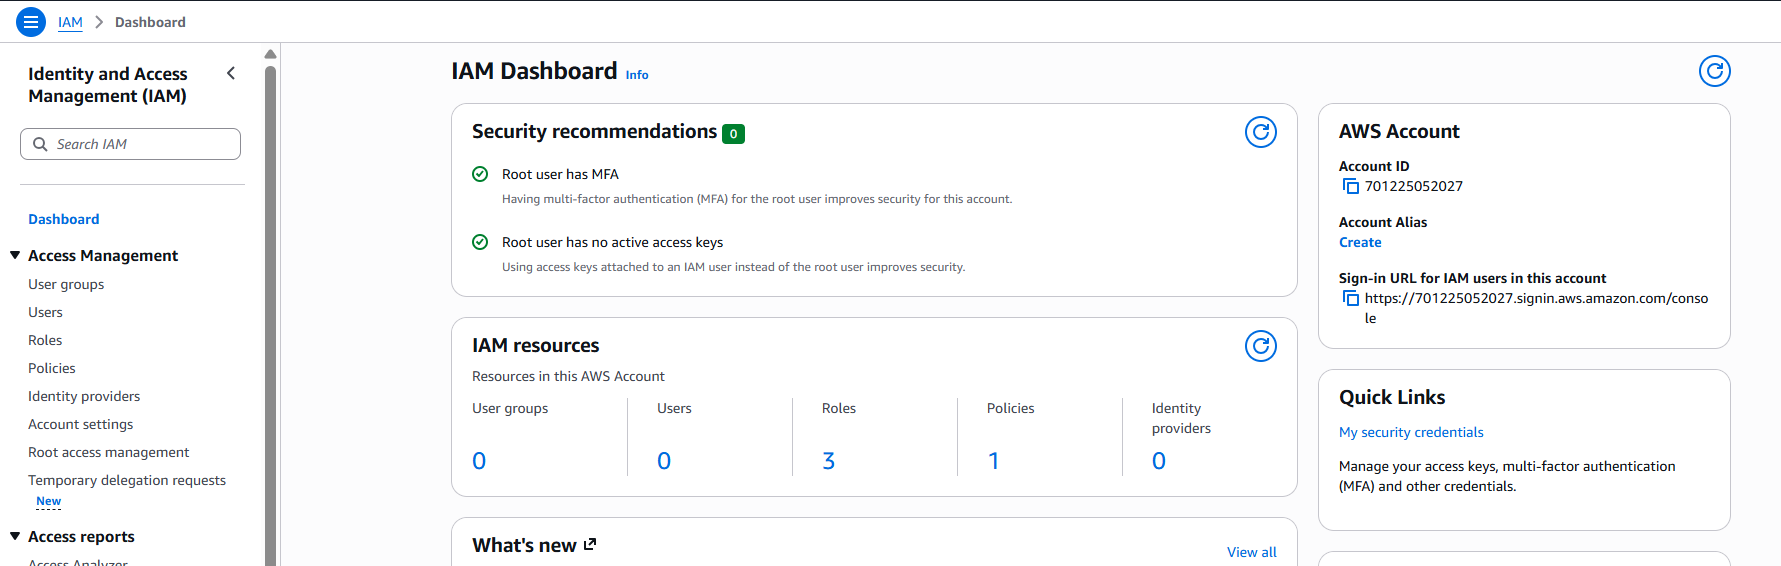 IAM > Dashboard
Identity and Access
Management (IAM)
Search IAM
Dashboard
Access Management
User groups
Users
Roles
Policies
Identity providers
Account settings
Root access management
Temporary delegation requests
New
Access reports
Access Analyzer
IAM Dashboard Info
Security recommendations 0
Root user has MFA
Having multi-factor authentication (MFA) for the root user improves security for this account.
Root user has no active access keys
Using access keys attached to an IAM user instead of the root user improves security.
IAM resources
Resources in this AWS Account
User groups
0
Users
0
Roles
3
Policies
1
Identity
providers
0
What's new
View all
AWS Account
Account ID
701225052027
Account Alias
Create
Sign-in URL for IAM users in this account
https://701225052027.signin.aws.amazon.com/conso
le
Quick Links
My security credentials
Manage your access keys, multi-factor authentication
(MFA) and other credentials.